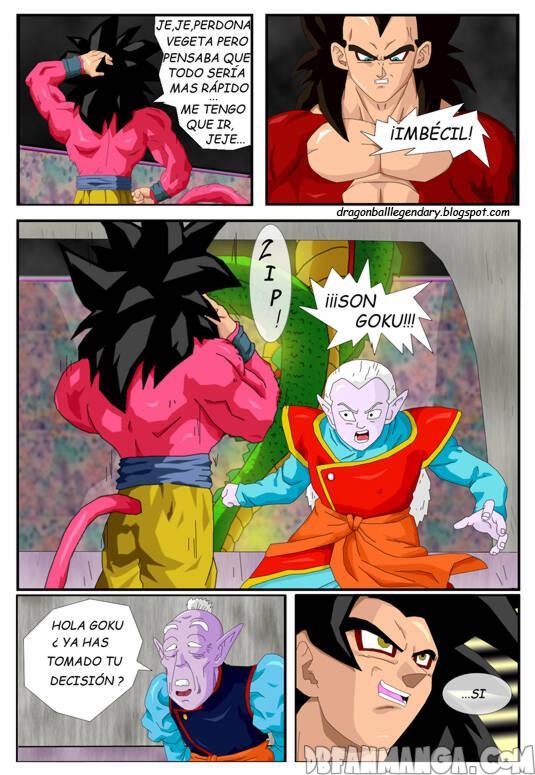 JE,JE,PERDONA
VEGETA PERO
PENSABA QUE
TODO SERÍA
MAS RÁPIDO
...
ME TENGO
QUE IR,
JEJE...
¡IMBÉCIL!
dragonballlegendary.blogspot.com
ZIP!
¡¡¡SON
GOKU!!!
HOLA GOKU
¿ YA HAS
TOMADO TU
DECISIÓN ?
...SI
DBFANMANGA.COM